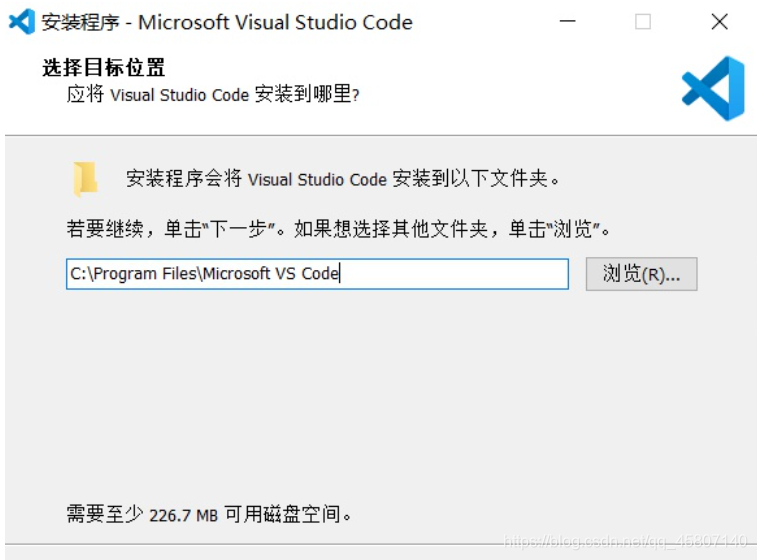 安装程序 - Microsoft Visual Studio Code
选择目标位置
应将 Visual Studio Code 安装到哪里?
安装程序会将 Visual Studio Code 安装到以下文件夹。
若要继续，单击“下一步”。如果想选择其他文件夹，单击“浏览”。
C:\Program Files\Microsoft VS Code
浏览(R)...
需要至少 226.7 MB 可用磁盘空间。
https://blog.csdn.net/qq_45807140